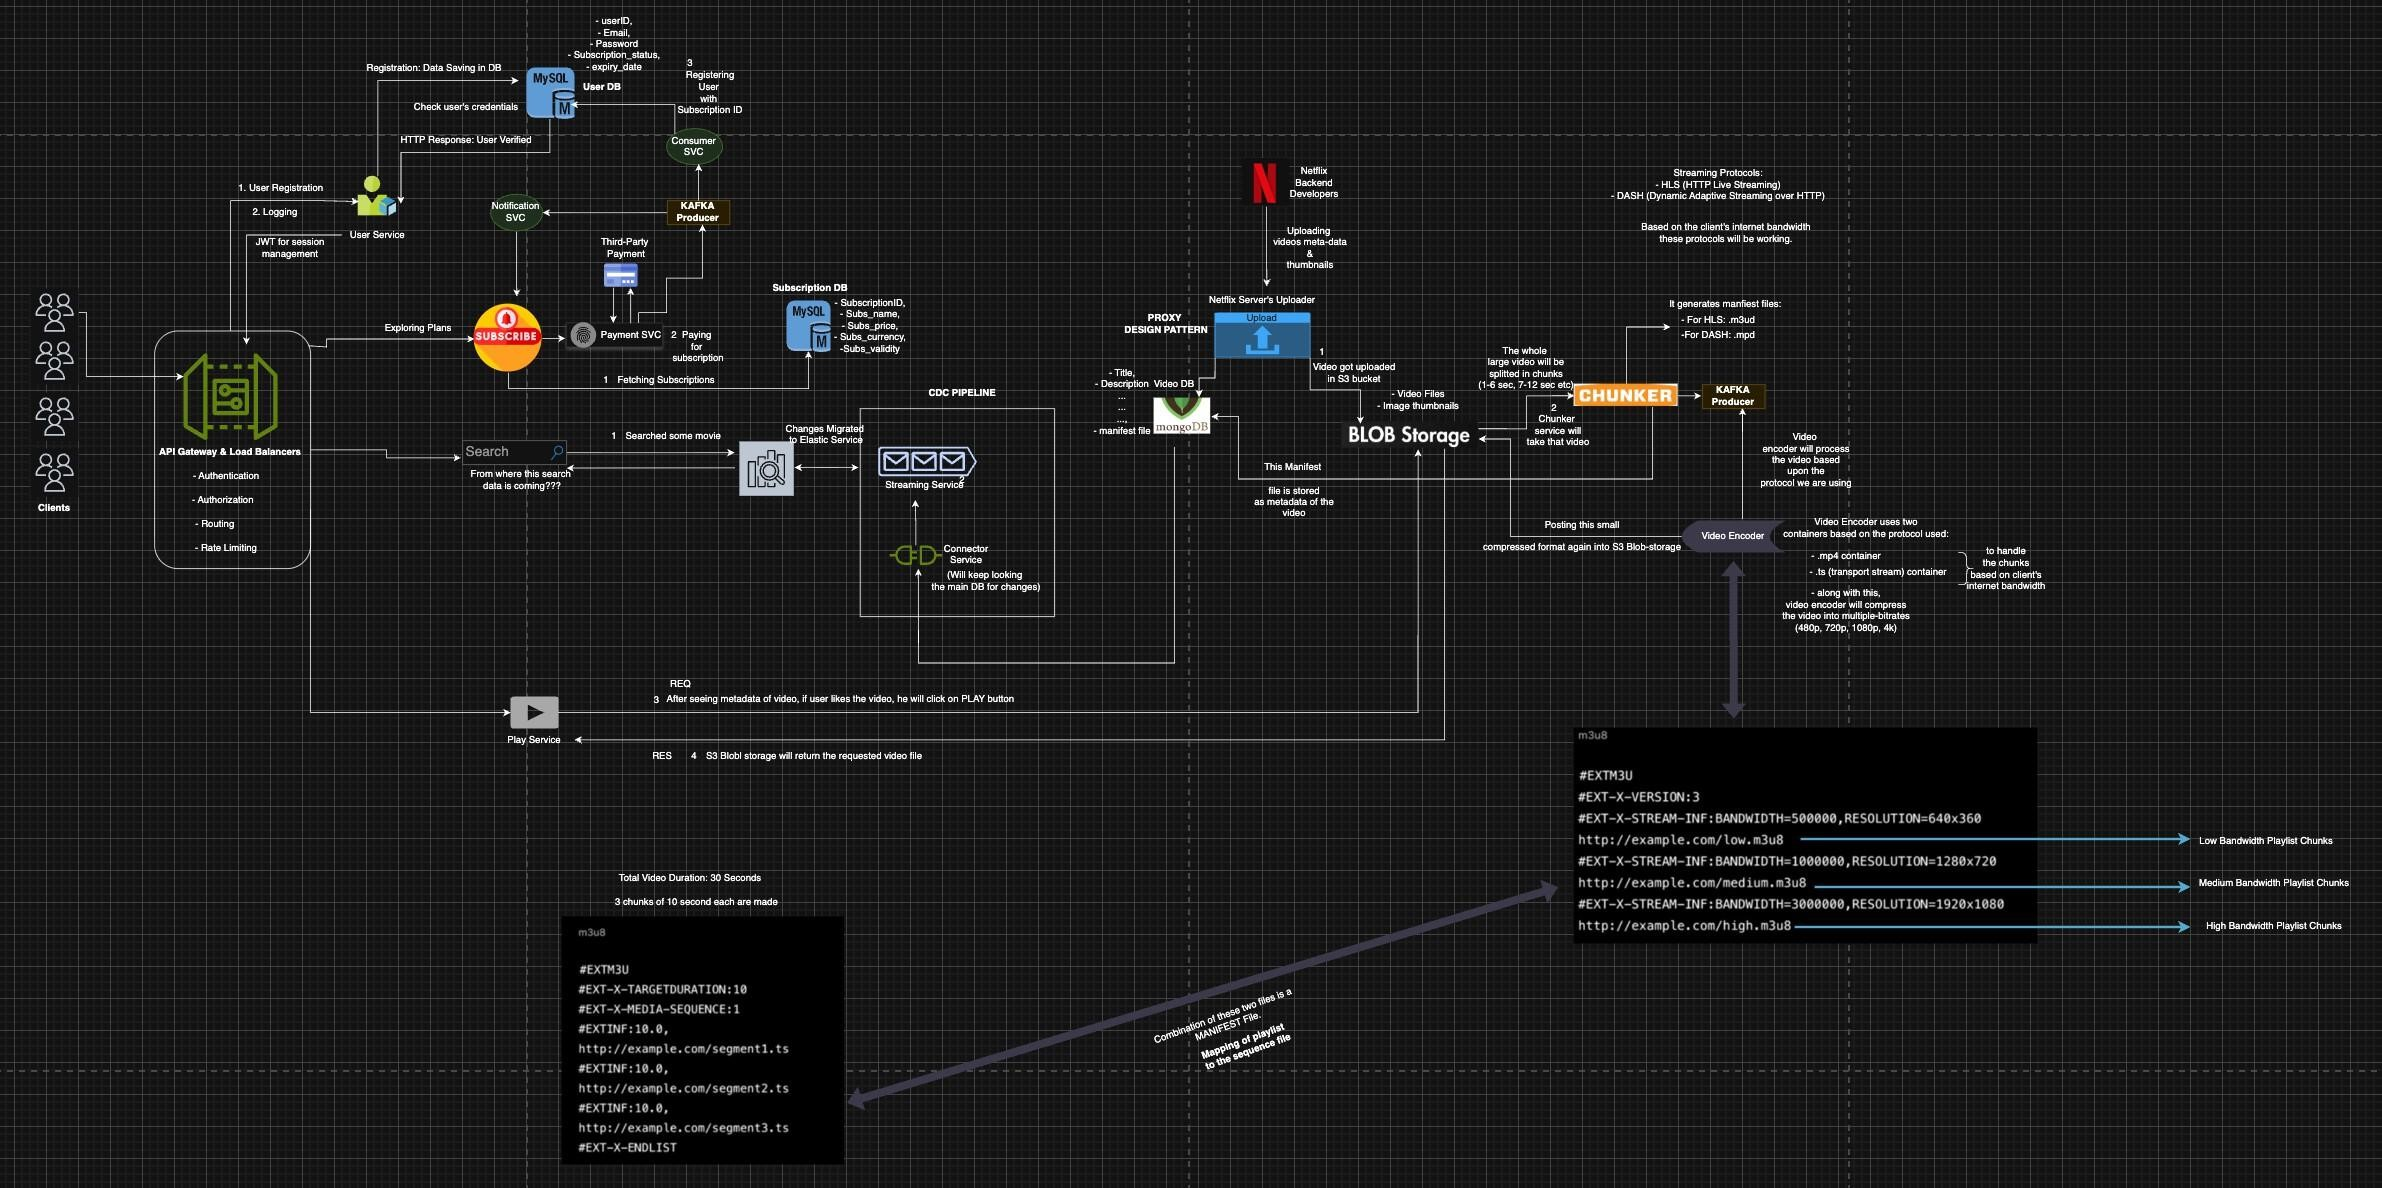 - userID,
- Email,
- Password
- Subscription_status,
- expiry_date
MySQL
M
User DB
Registration: Data Saving in DB
Check user's credentials
HTTP Response: User Verified
3
Registering
User
with
Subscription ID
Consumer
SVC
1. User Registration
2. Logging
User Service
JWT for session
management
Notification
SVC
KAFKA
Producer
Third-Party
Payment
Exploring Plans
SUBSCRIBE
Payment SVC
2 Paying
for
subscription
Subscription DB
MySQL
M
- SubscriptionID,
- Subs_name,
- Subs_price,
- Subs_currency,
-Subs_validity
1 Fetching Subscriptions
Clients
API Gateway & Load Balancers
- Authentication
- Authorization
- Routing
- Rate Limiting
Search
From where this search
data is coming???
1 Searched some movie
Changes Migrated
to Elastic Service
CDC PIPELINE
Streaming Service
2
Connector
Service
(Will keep looking
the main DB for changes)
REQ
3 After seeing metadata of video, if user likes the video, he will click on PLAY button
Play Service
RES 4 S3 Blobl storage will return the requested video file
N
Netflix
Backend
Developers
Uploading
videos meta-data
&
thumbnails
Netflix Server's Uploader
PROXY
DESIGN PATTERN
Upload
1
Video got uploaded
in S3 bucket
- Title,
- Description
...
...
...,
- manifest file
Video DB
mongoDB
- Video Files
- Image thumbnails
BLOB Storage
This Manifest
file is stored
as metadata of the
video
Streaming Protocols:
- HLS (HTTP Live Streaming)
- DASH (Dynamic Adaptive Streaming over HTTP)
Based on the client's internet bandwidth
these protocols will be working.
It generates manfiest files:
- For HLS: .m3ud
-For DASH: .mpd
The whole
large video will be
splitted in chunks
(1-6 sec, 7-12 sec etc)
CHUNKER
KAFKA
Producer
2
Chunker
service will
take that video
Video
encoder will process
the video based
upon the
protocol we are using
Posting this small
compressed format again into S3 Blob-storage
Video Encoder
Video Encoder uses two
containers based on the protocol used:
- .mp4 container
- .ts (transport stream) container
to handle
the chunks
based on client's
internet bandwidth
- along with this,
video encoder will compress
the video into multiple-bitrates
(480p, 720p, 1080p, 4k)
m3u8
#EXTM3U
#EXT-X-VERSION:3
#EXT-X-STREAM-INF:BANDWIDTH=500000,RESOLUTION=640x360
http://example.com/low.m3u8
#EXT-X-STREAM-INF:BANDWIDTH=1000000,RESOLUTION=1280x720
http://example.com/medium.m3u8
#EXT-X-STREAM-INF:BANDWIDTH=3000000,RESOLUTION=1920x1080
http://example.com/high.m3u8
Low Bandwidth Playlist Chunks
Medium Bandwidth Playlist Chunks
High Bandwidth Playlist Chunks
Total Video Duration: 30 Seconds
3 chunks of 10 second each are made
m3u8
#EXTM3U
#EXT-X-TARGETDURATION:10
#EXT-X-MEDIA-SEQUENCE:1
#EXTINF:10.0,
http://example.com/segment1.ts
#EXTINF:10.0,
http://example.com/segment2.ts
#EXTINF:10.0,
http://example.com/segment3.ts
#EXT-X-ENDLIST
Combination of these two files is a
MANIFEST File.
Mapping of playlist
to the sequence file